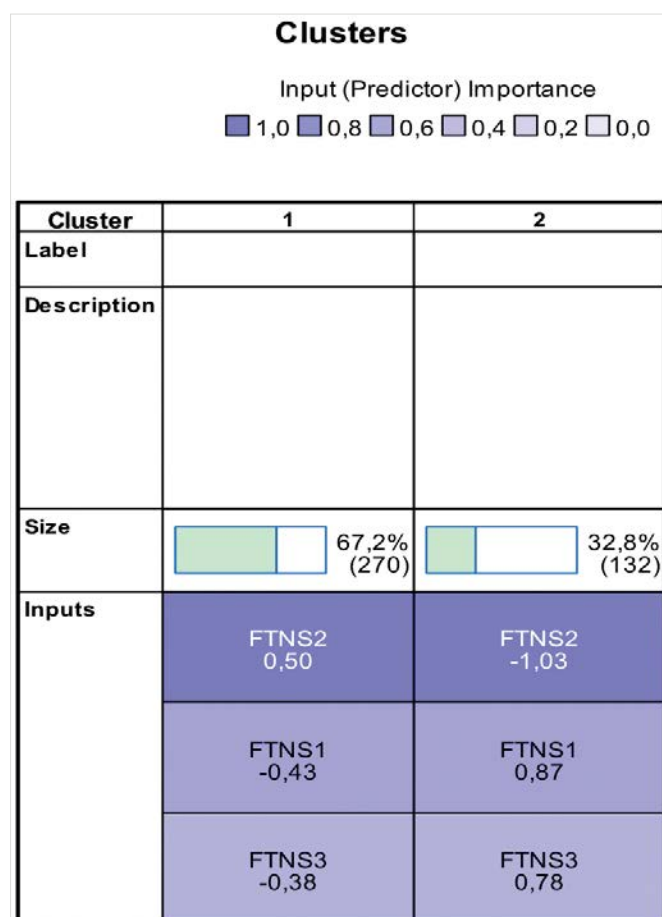 Clusters
Input (Predictor) Importance
1,0 0,8 0,6 0,4 0,2 0,0
Cluster 1 2
Label
Description
Size
67,2% 32,8%
(270) (132)
Inputs
FTNS2 FTNS2
0,50 -1,03
FTNS1 FTNS1
-0,43 0,87
FTNS3 FTNS3
-0,38 0,78